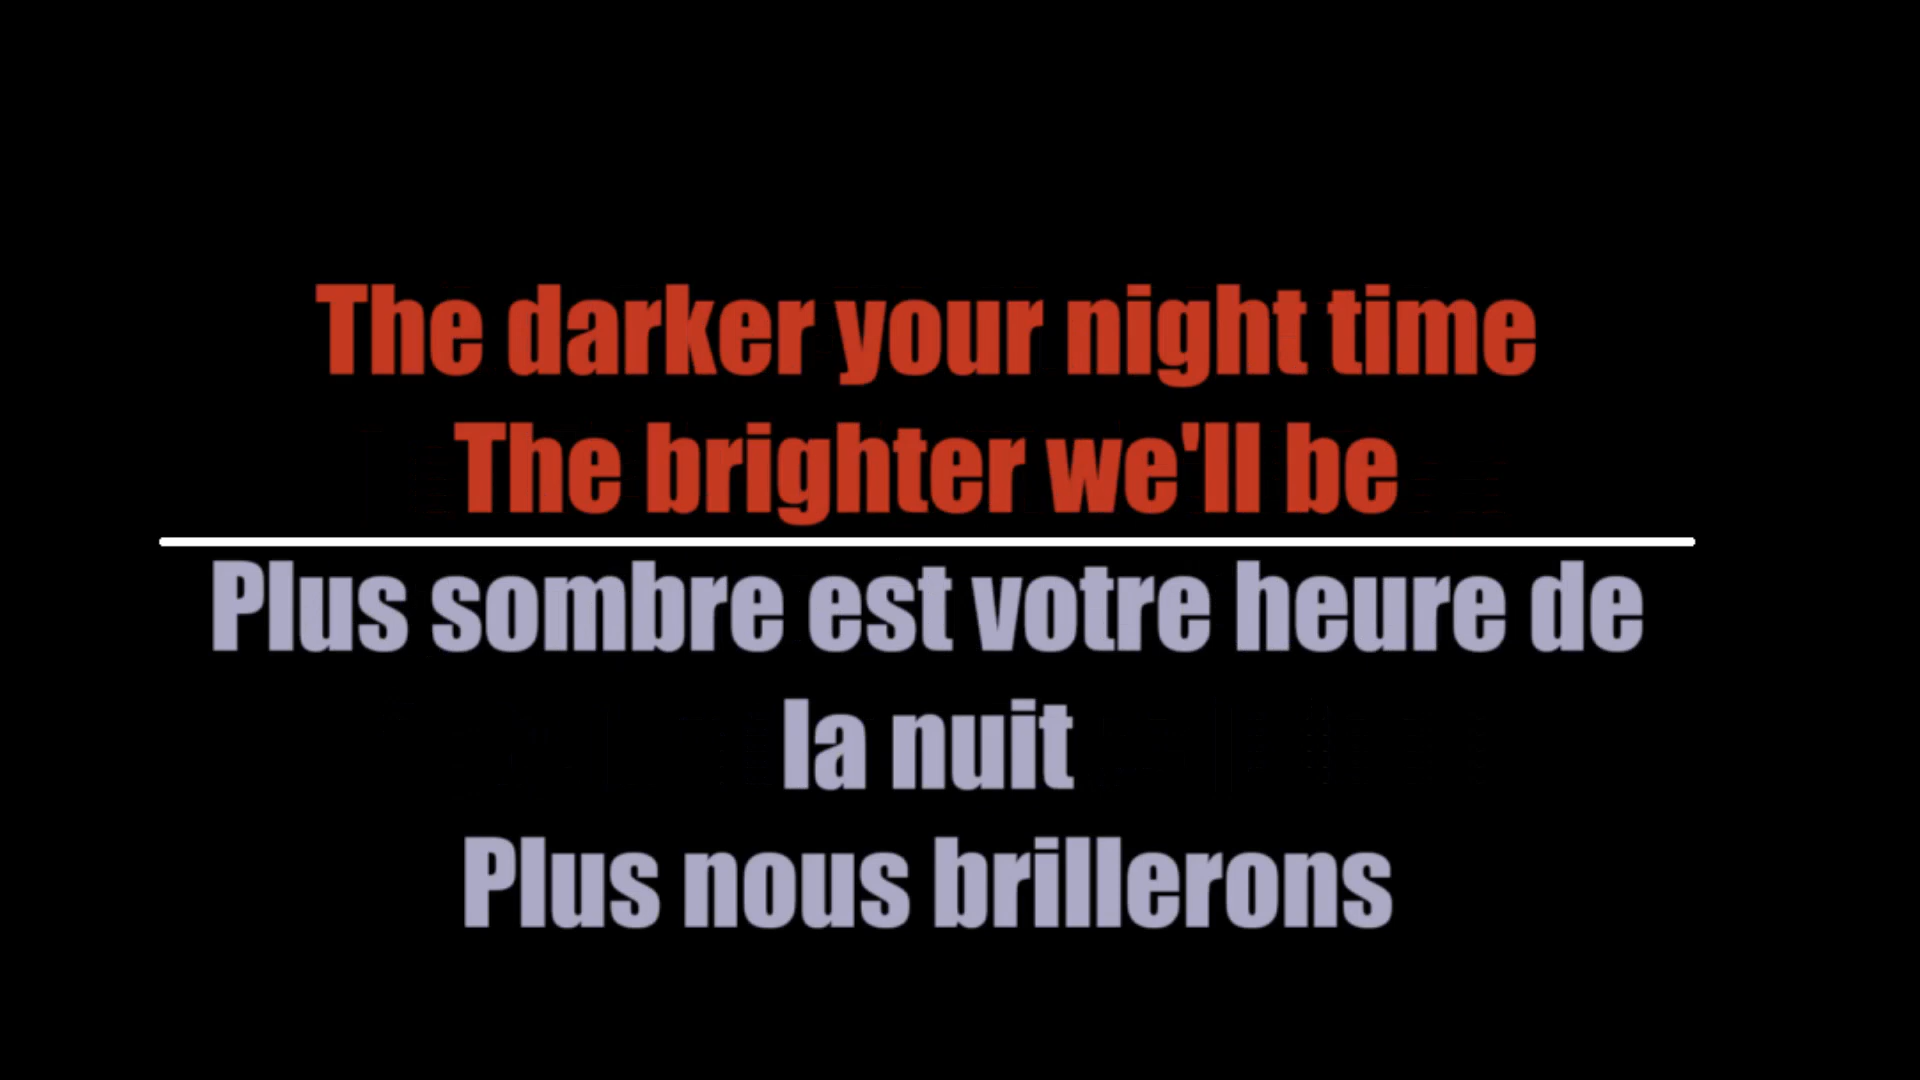 The darker your night time
The brighter we'll be
Plus sombre est votre heure de
la nuit
Plus nous brillerons